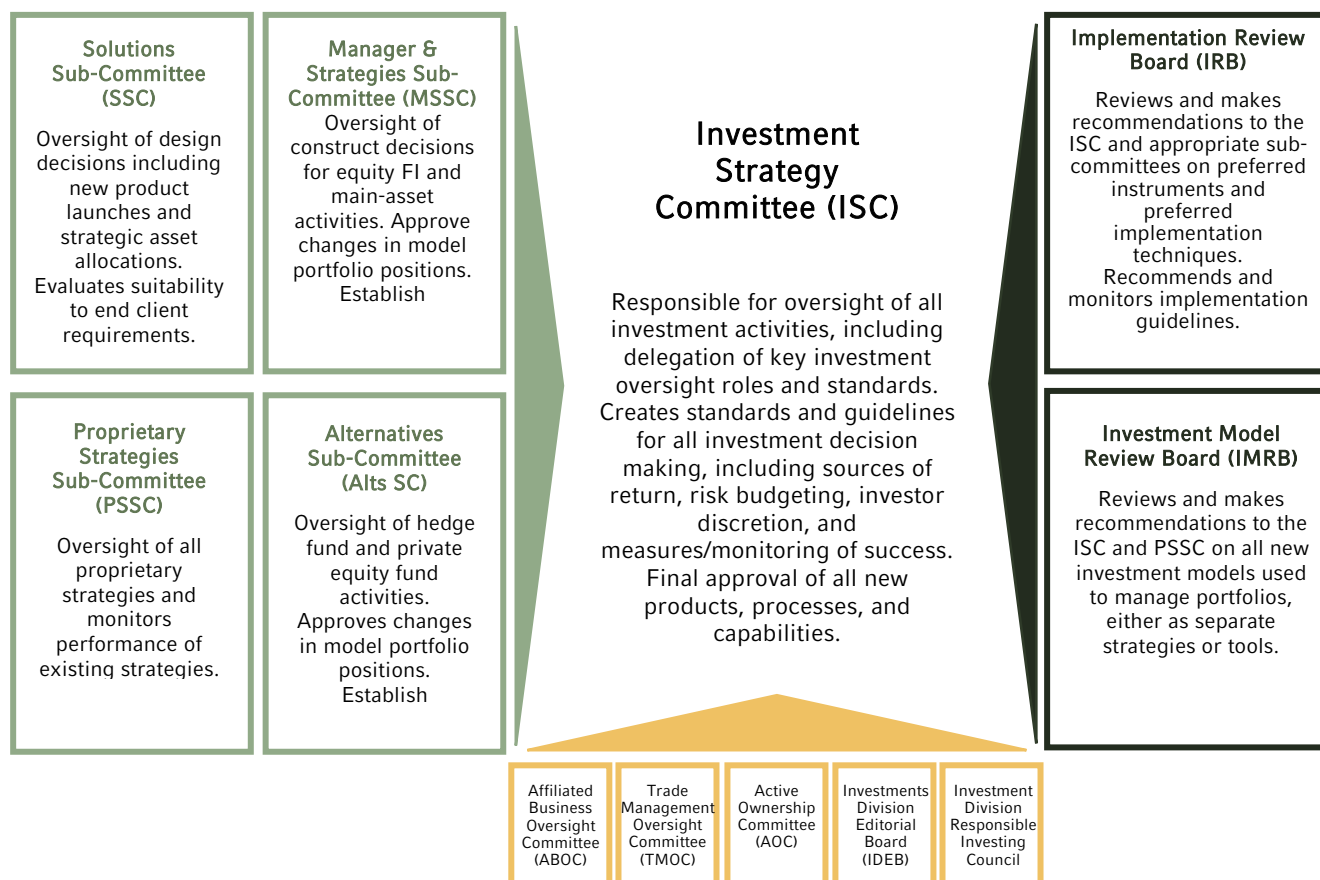 Solutions
Sub-Committee
(SSC)
Oversight of design
decisions including
new product
launches and
strategic asset
allocations.
Evaluates suitability
to end client
requirements.
Manager &
Strategies Sub-
Committee (MSSC)
Oversight of
construct decisions
for equity FI and
main-asset
activities. Approve
changes in model
portfolio positions.
Establish
Proprietary
Strategies
Sub-Committee
(PSSC)
Oversight of all
proprietary
strategies and
monitors
performance of
existing strategies.
Alternatives
Sub-Committee
(Alts SC)
Oversight of hedge
fund and private
equity fund
activities.
Approves changes
in model portfolio
positions.
Establish
Investment
Strategy
Committee (ISC)
Responsible for oversight of all
investment activities, including
delegation of key investment
oversight roles and standards.
Creates standards and guidelines
for all investment decision
making, including sources of
return, risk budgeting, investor
discretion, and
measures/monitoring of success.
Final approval of all new
products, processes, and
capabilities.
Implementation Review
Board (IRB)
Reviews and makes
recommendations to the
ISC and appropriate sub-
committees on preferred
instruments and
preferred
implementation
techniques.
Recommends and
monitors implementation
guidelines.
Investment Model
Review Board (IMRB)
Reviews and makes
recommendations to the
ISC and PSSC on all new
investment models used
to manage portfolios,
either as separate
strategies or tools.
Affiliated
Business
Oversight
Committee
(ABOC)
Trade
Management
Oversight
Committee
(TMOC)
Active
Ownership
Committee
(AOC)
Investments
Division
Editorial
Board
(IDEB)
Investment
Division
Responsible
Investing
Council